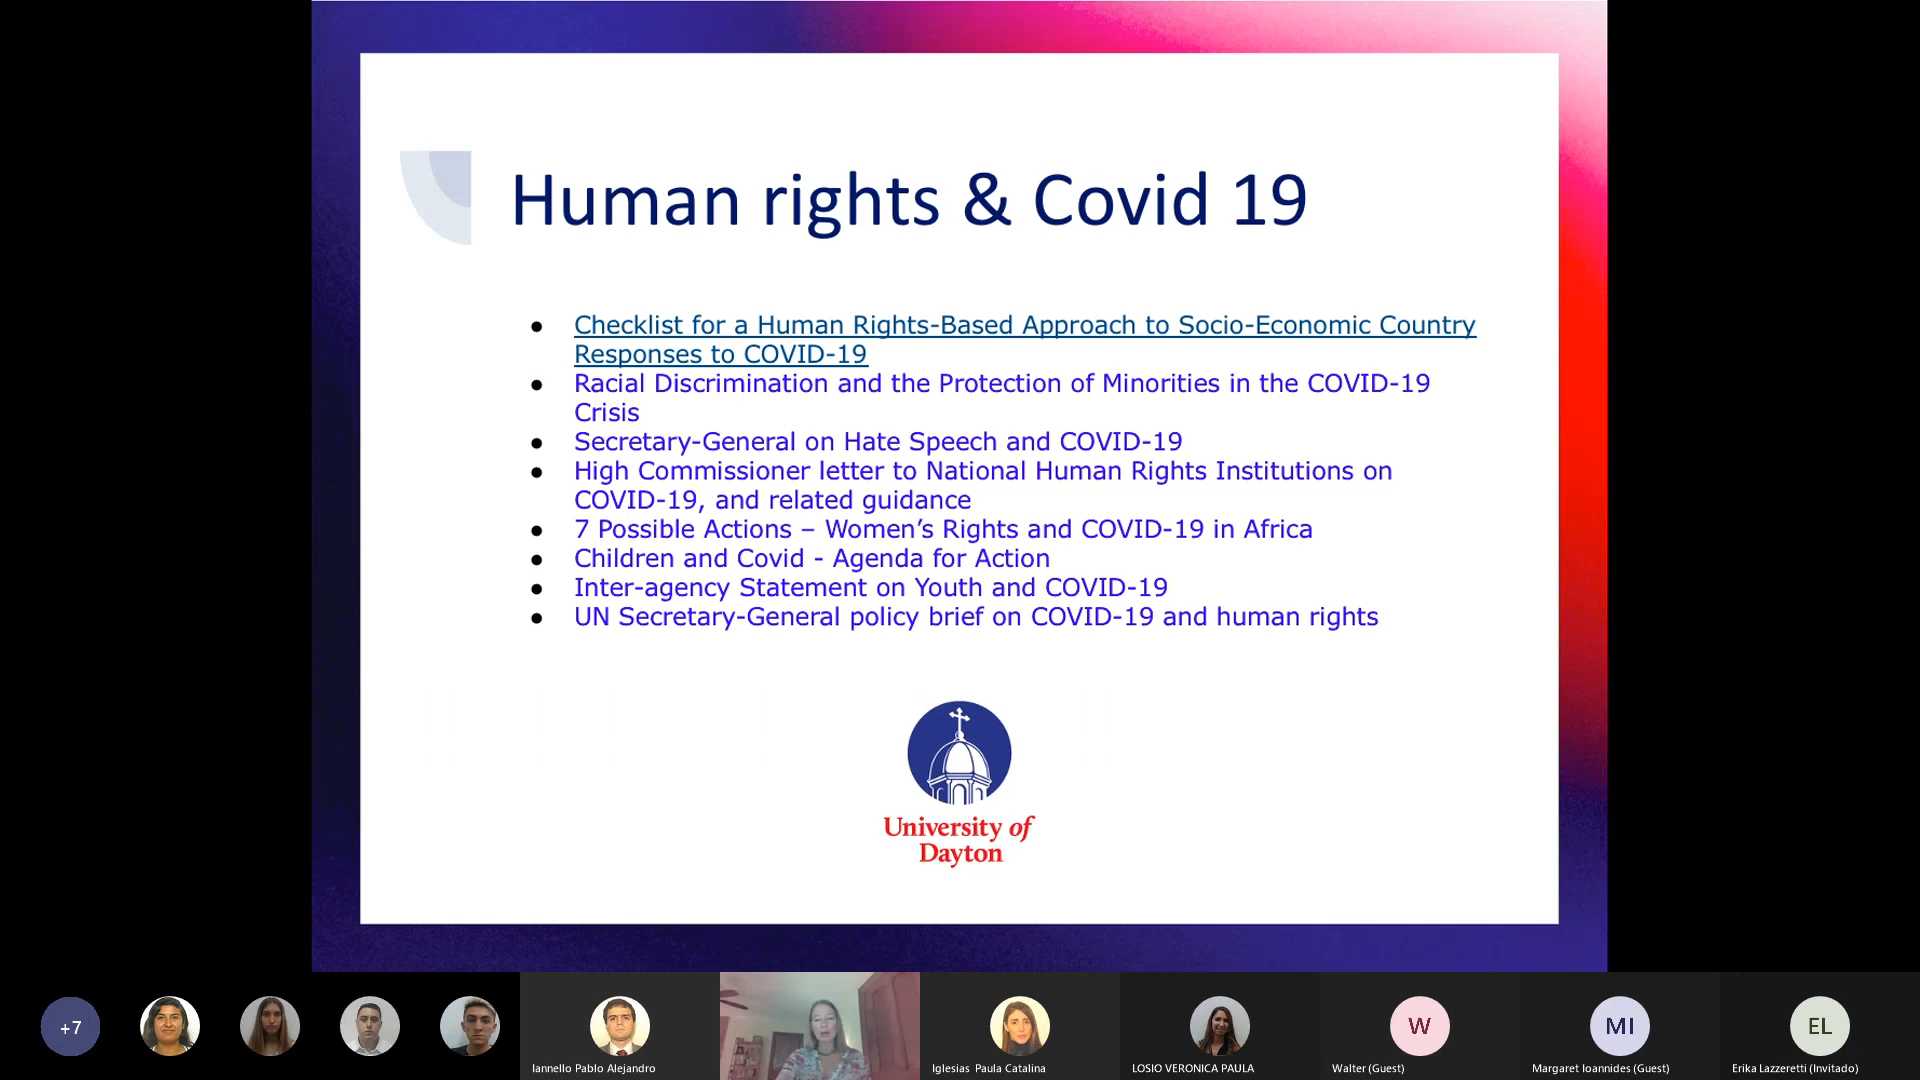 Human rights & Covid 19
● Checklist for a Human Rights-Based Approach to Socio-Economic Country
Responses to COVID-19
● Racial Discrimination and the Protection of Minorities in the COVID-19
Crisis
● Secretary-General on Hate Speech and COVID-19
● High Commissioner letter to National Human Rights Institutions on
COVID-19, and related guidance
● 7 Possible Actions – Women’s Rights and COVID-19 in Africa
● Children and Covid - Agenda for Action
● Inter-agency Statement on Youth and COVID-19
● UN Secretary-General policy brief on COVID-19 and human rights
University of
Dayton
+7
Iannello Pablo Alejandro
Iglesias Paula Catalina
LOSIO VERONICA PAULA
W
Walter (Guest)
MI
Margaret Ioannides (Guest)
EL
Erika Lazzeretti (Invitado)